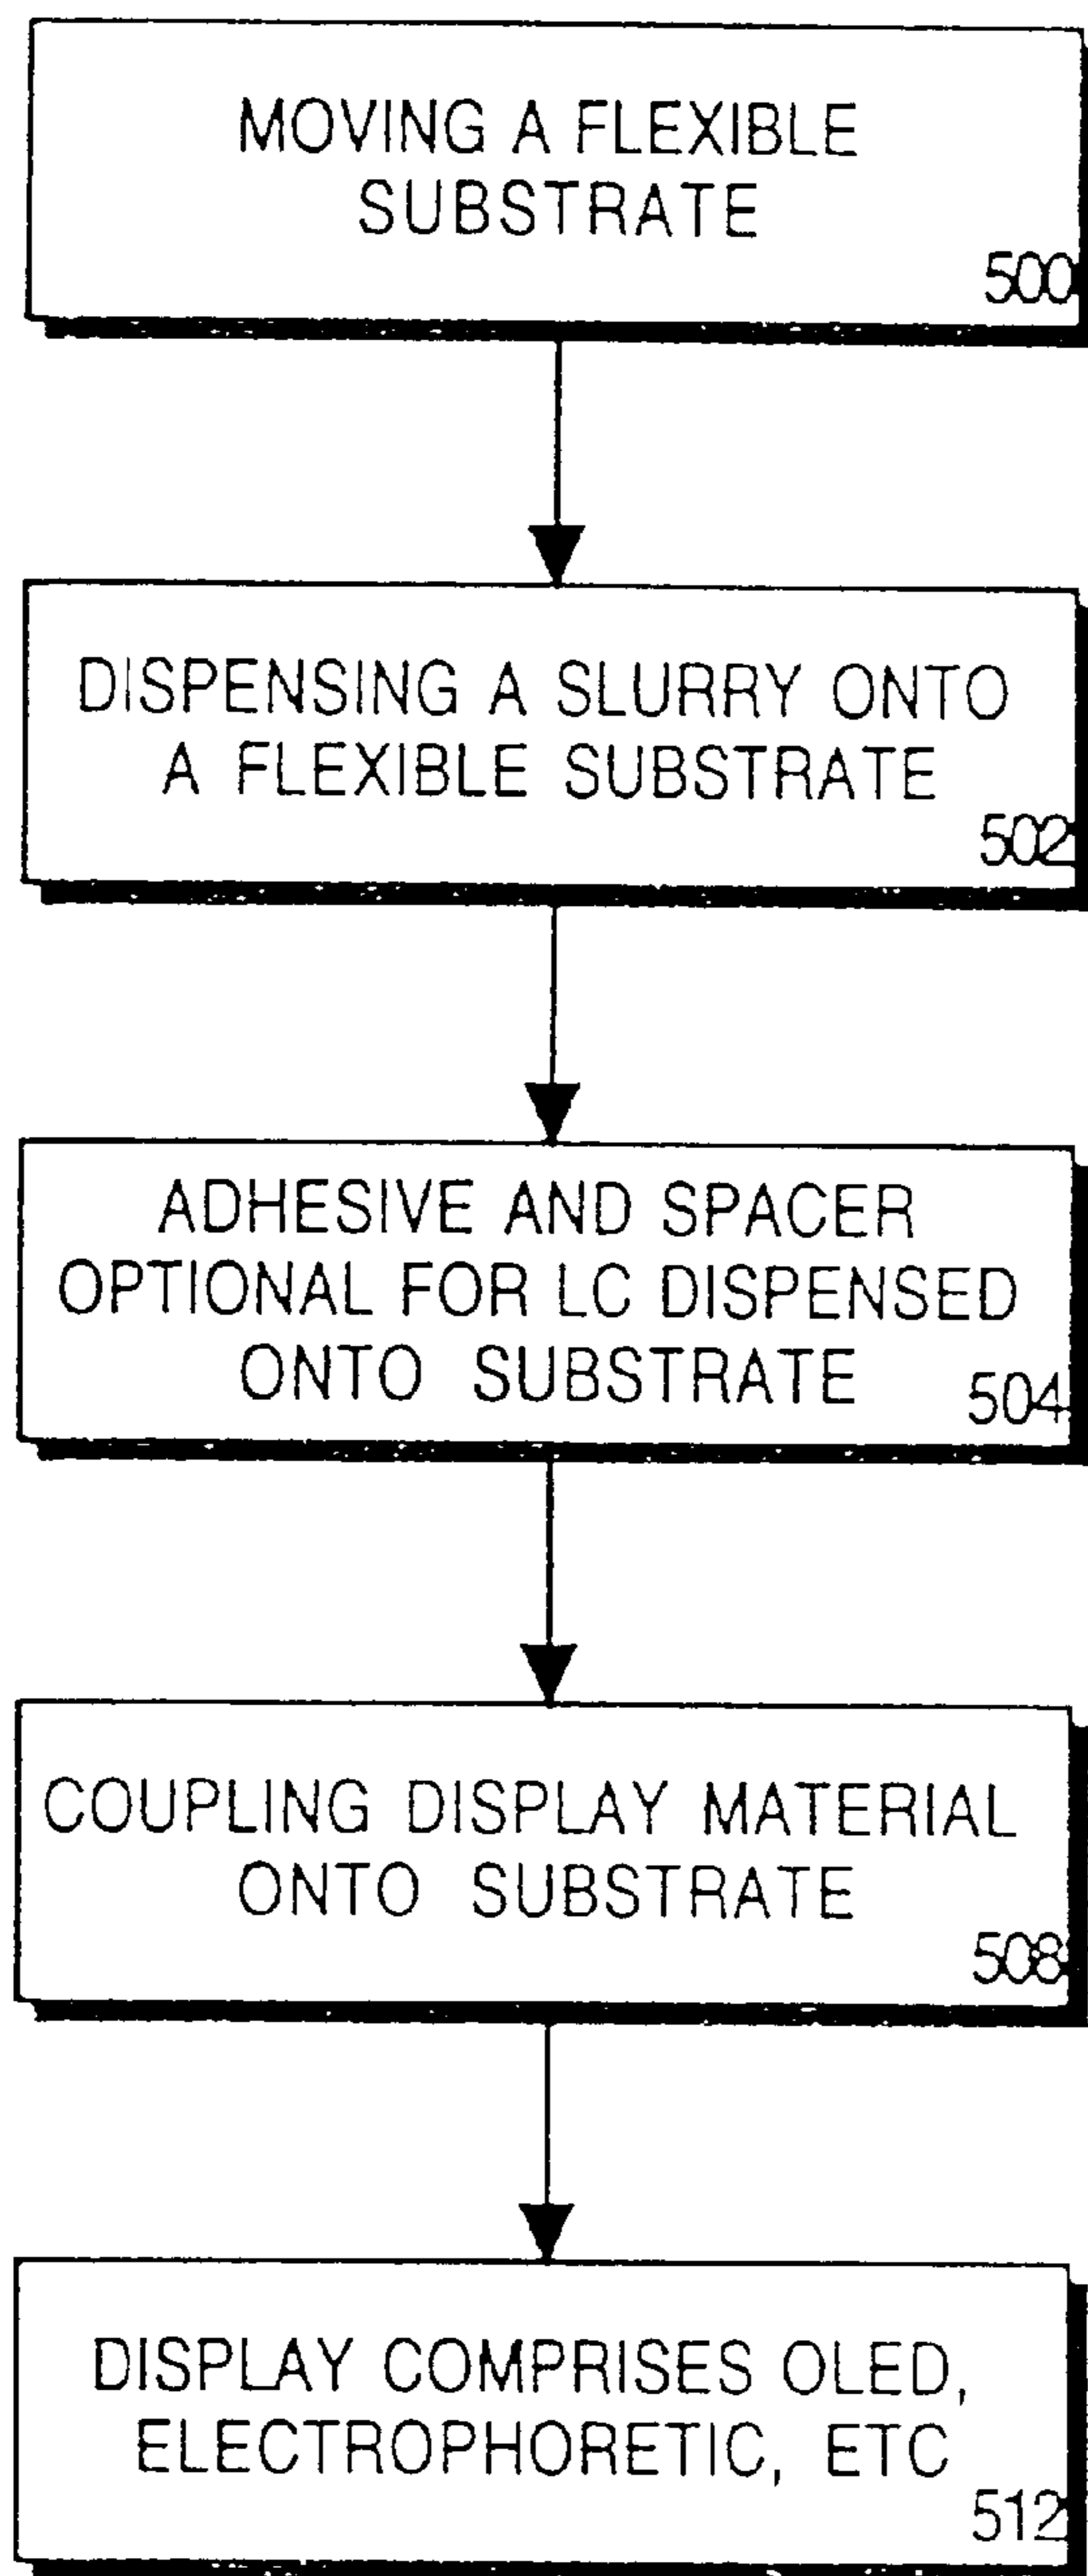 MOVING A FLEXIBLE
SUBSTRATE
500
DISPENSING A SLURRY ONTO
A FLEXIBLE SUBSTRATE
502
ADHESIVE AND SPACER
OPTIONAL FOR LC DISPENSED
ONTO SUBSTRATE
504
COUPLING DISPLAY MATERIAL
ONTO SUBSTRATE
508
DISPLAY COMPRISES OLED,
ELECTROPHORETIC, ETC
512